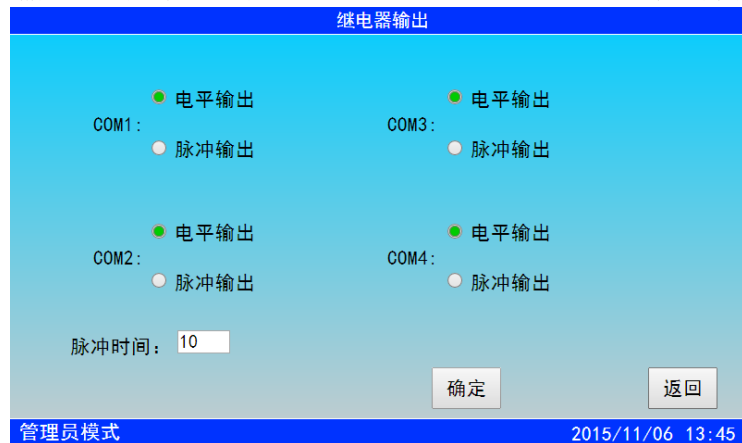 继电器输出
电平输出
COM1:
脉冲输出
电平输出
COM3:
脉冲输出
电平输出
COM2:
脉冲输出
电平输出
COM4:
脉冲输出
脉冲时间： 10
确定 返回
管理员模式 2015/11/06 13:45